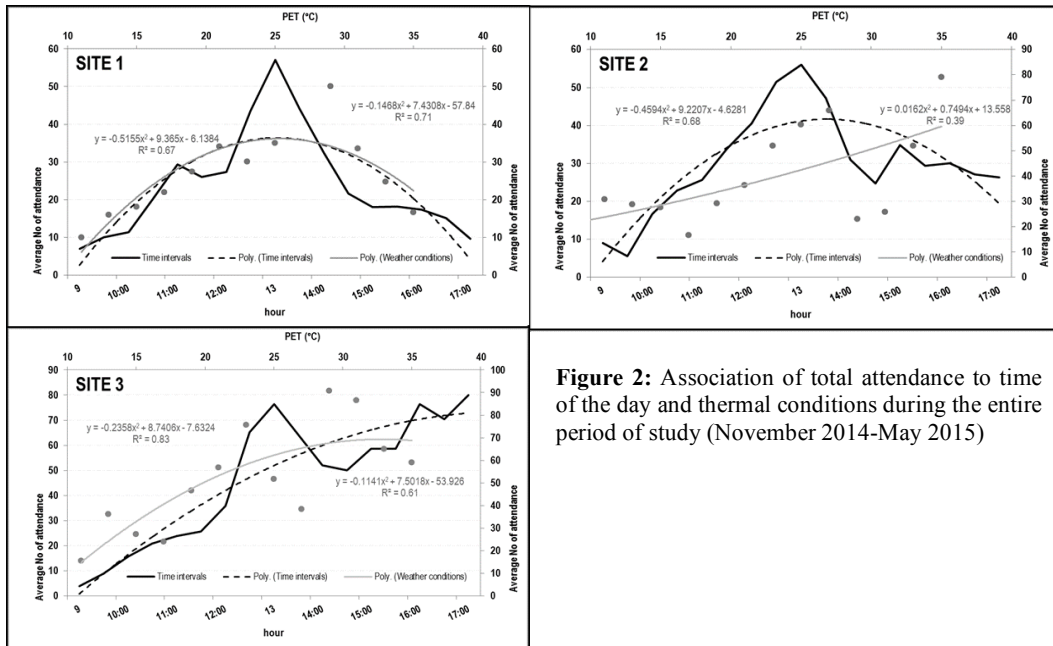 PET (°C)
10 15 20 25 30 35 40
SITE 1
60
50
40
30
20
10
0
Average No of attendance
y = -0.5155x² + 9.365x - 6.1384
R² = 0.67
y = -0.1468x² + 7.4308x - 57.84
R² = 0.71
60
50
40
30
20
10
0
Average No of attendance
Time intervals Poly. (Time intervals) Poly. (Weather conditions)
9 10:00 11:00 12:00 13 14:00 15:00 16:00 17:00
hour
PET (°C)
10 15 20 25 30 35 40
SITE 2
60
50
40
30
20
10
0
Average No of attendance
y = -0.4594x² + 9.2207x - 4.6281
R² = 0.68
y = 0.0162x² + 0.7494x + 13.558
R² = 0.39
90
80
70
60
50
40
30
20
10
0
Average No of attendance
Time intervals Poly. (Time intervals) Poly. (Weather conditions)
9 10:00 11:00 12:00 13 14:00 15:00 16:00 17:00
hour
PET (°C)
10 15 20 25 30 35 40
SITE 3
90
80
70
60
50
40
30
20
10
0
Average No of attendance
y = -0.2358x² + 8.7406x - 7.6324
R² = 0.83
y = -0.1141x² + 7.5018x - 53.926
R² = 0.61
100
90
80
70
60
50
40
30
20
10
0
Average No of attendance
Time intervals Poly. (Time intervals) Poly. (Weather conditions)
9 10:00 11:00 12:00 13 14:00 15:00 16:00 17:00
hour
Figure 2: Association of total attendance to time
of the day and thermal conditions during the entire
period of study (November 2014-May 2015)